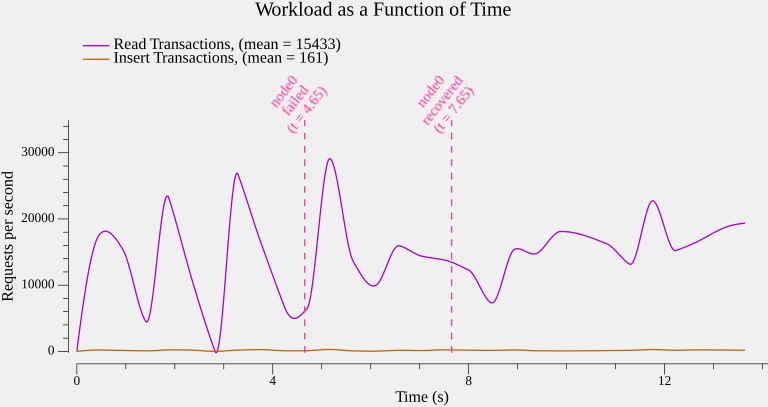 Workload as a Function of Time
Read Transactions, (mean = 15433)
Insert Transactions, (mean = 161)
node0
failed
(t = 4.65)
node0
recovered
(t = 7.65)
Requests per second
30000
20000
10000
0
0
4
8
12
Time (s)